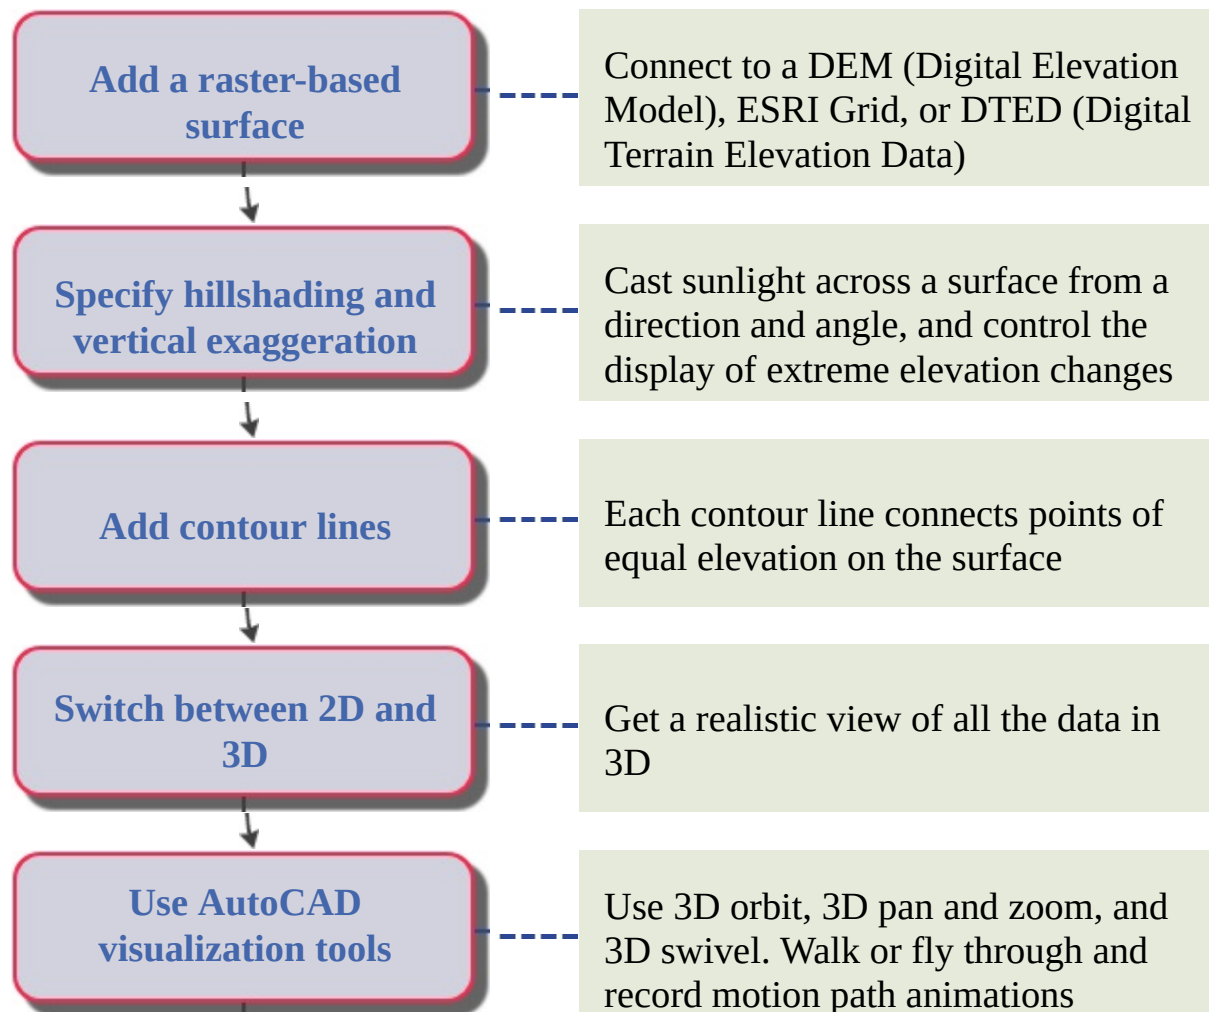 Add a raster-based
surface
Connect to a DEM (Digital Elevation
Model), ESRI Grid, or DTED (Digital
Terrain Elevation Data)
Specify hillshading and
vertical exaggeration
Cast sunlight across a surface from a
direction and angle, and control the
display of extreme elevation changes
Add contour lines
Each contour line connects points of
equal elevation on the surface
Switch between 2D and
3D
Get a realistic view of all the data in
3D
Use AutoCAD
visualization tools
Use 3D orbit, 3D pan and zoom, and
3D swivel. Walk or fly through and
record motion path animations